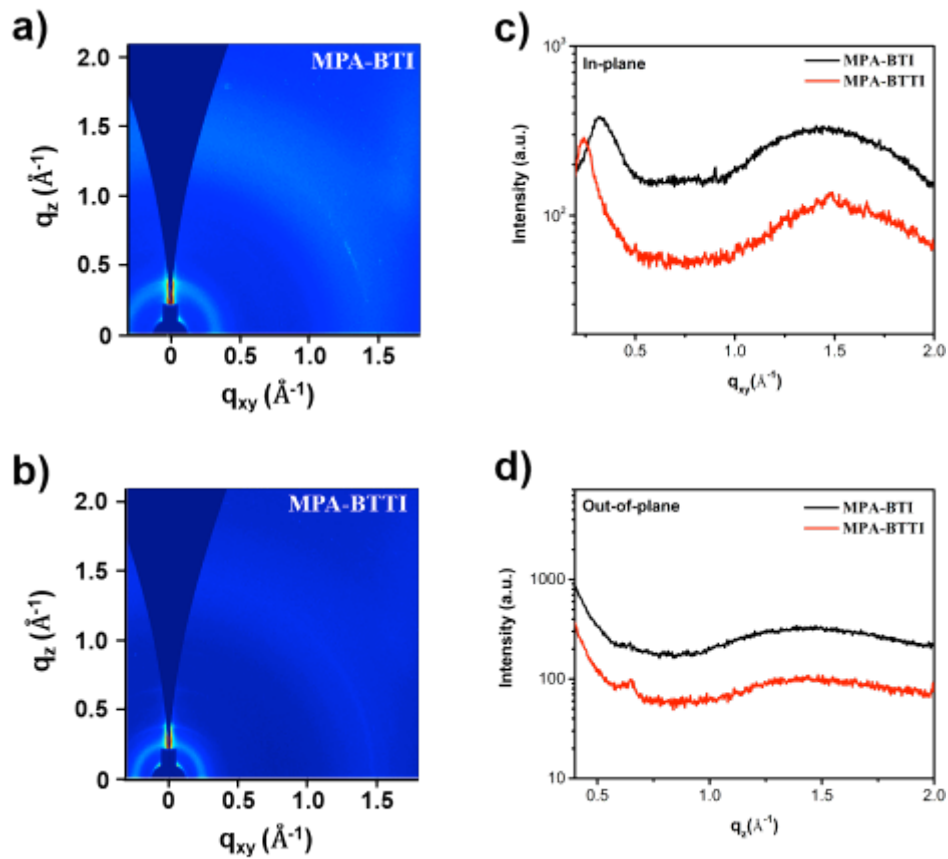 a)
MPA-BTI
2.0
1.5
1.0
0.5
0
qz (Å-1)
0 0.5 1.0 1.5
qxy (Å-1)
b)
MPA-BTTI
2.0
1.5
1.0
0.5
0
qz (Å-1)
0 0.5 1.0 1.5
qxy (Å-1)
c)
In-plane
MPA-BTI
MPA-BTTI
10³
10²
Intensity (a.u.)
0.5 1.0 1.5 2.0
qxy(Å-1)
d)
Out-of-plane
MPA-BTI
MPA-BTTI
1000
100
10
Intensity (a.u.)
0.5 1.0 1.5 2.0
qz(Å-1)